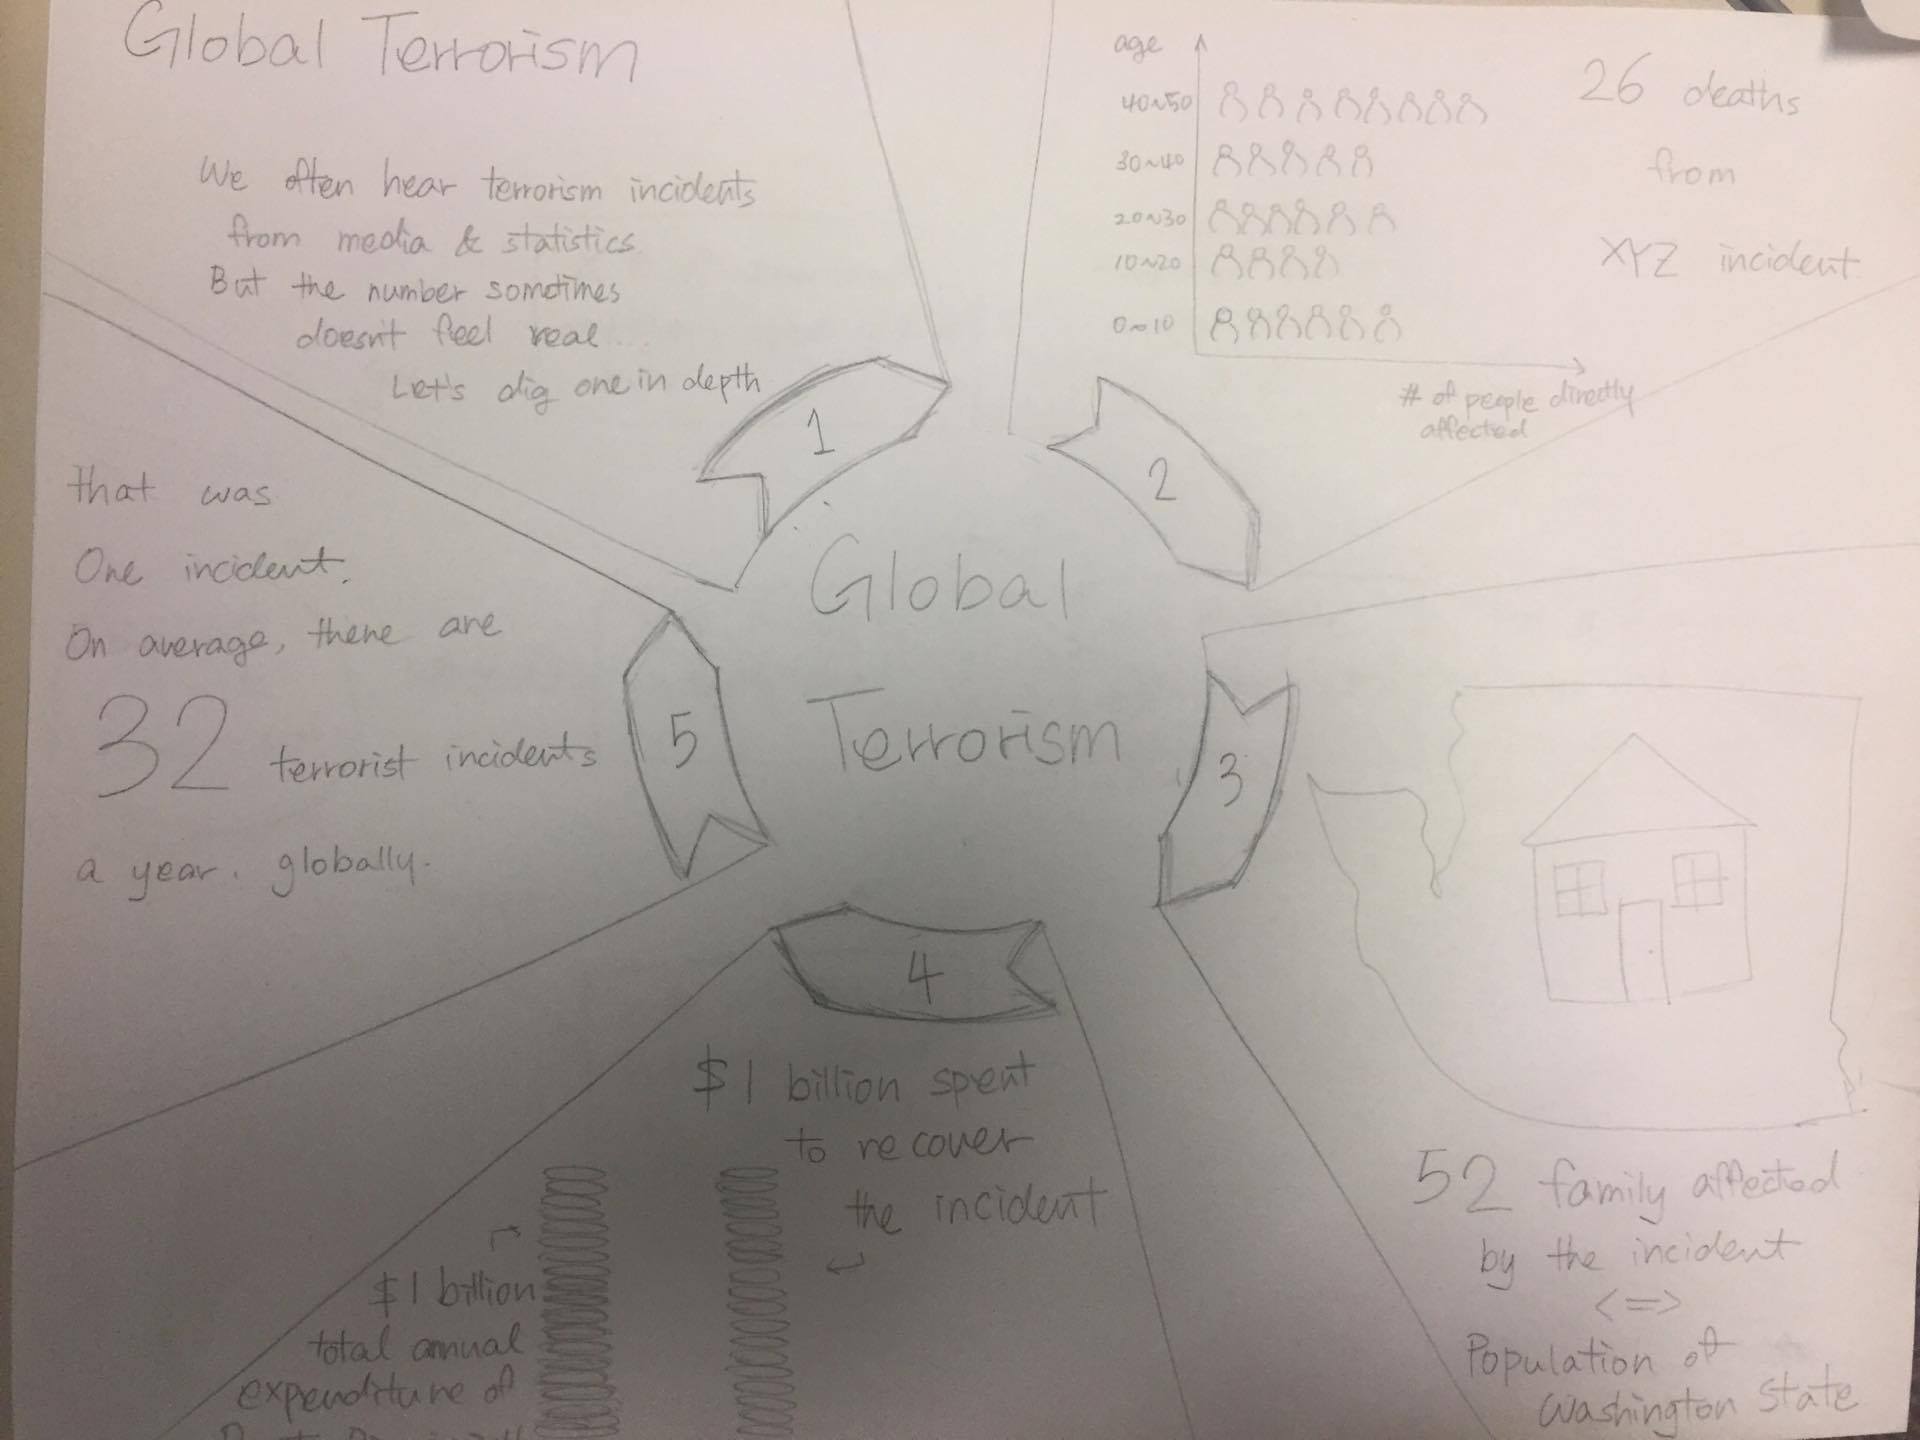 Global Terrorism
We often hear terrorism incidents
from media & statistics
But the number sometimes
doesn't feel real...
Let's dig one in depth
1
age
40~50
30~40
20~30
10~20
0~10
# of people directly
affected
26 deaths
from
XYZ incident
2
Global
Terrorism
3
52 family affected
by the incident
<=>
Population of
Washington State
4
$1 billion spent
to recover
the incident
$1 billion
total annual
expenditure of
5
that was
One incident.
On average, there are
32 terrorist incidents
a year. globally.